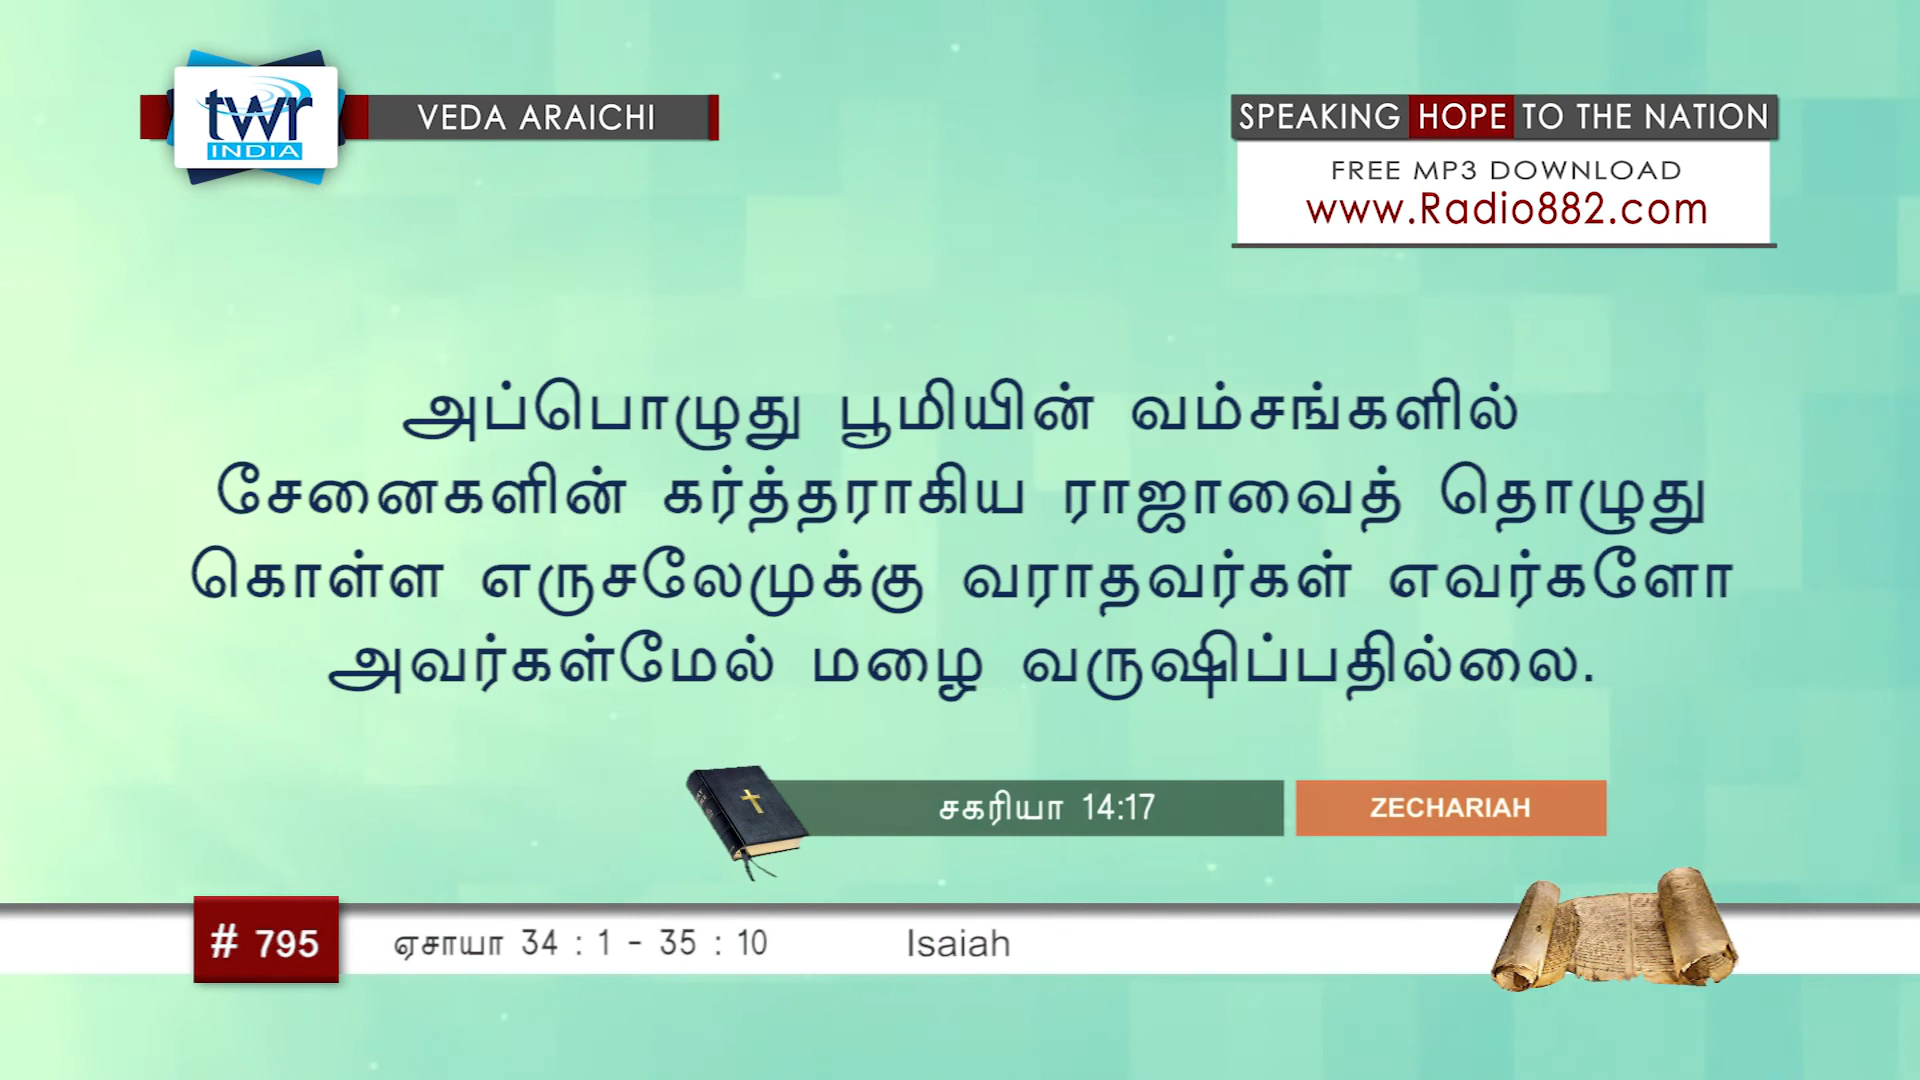 twr
INDIA
VEDA ARAICHI
SPEAKING HOPE TO THE NATION
FREE MP3 DOWNLOAD
www.Radio882.com
அப்பொழுது பூமியின் வம்சங்களில்
சேனைகளின் கர்த்தராகிய ராஜாவைத் தொழுது
கொள்ள எருசலேமுக்கு வராதவர்கள் எவர்களோ
அவர்கள்மேல் மழை வருஷிப்பதில்லை.
சகரியா 14:17
ZECHARIAH
# 795
ஏசாயா 34 : 1 - 35 : 10
Isaiah